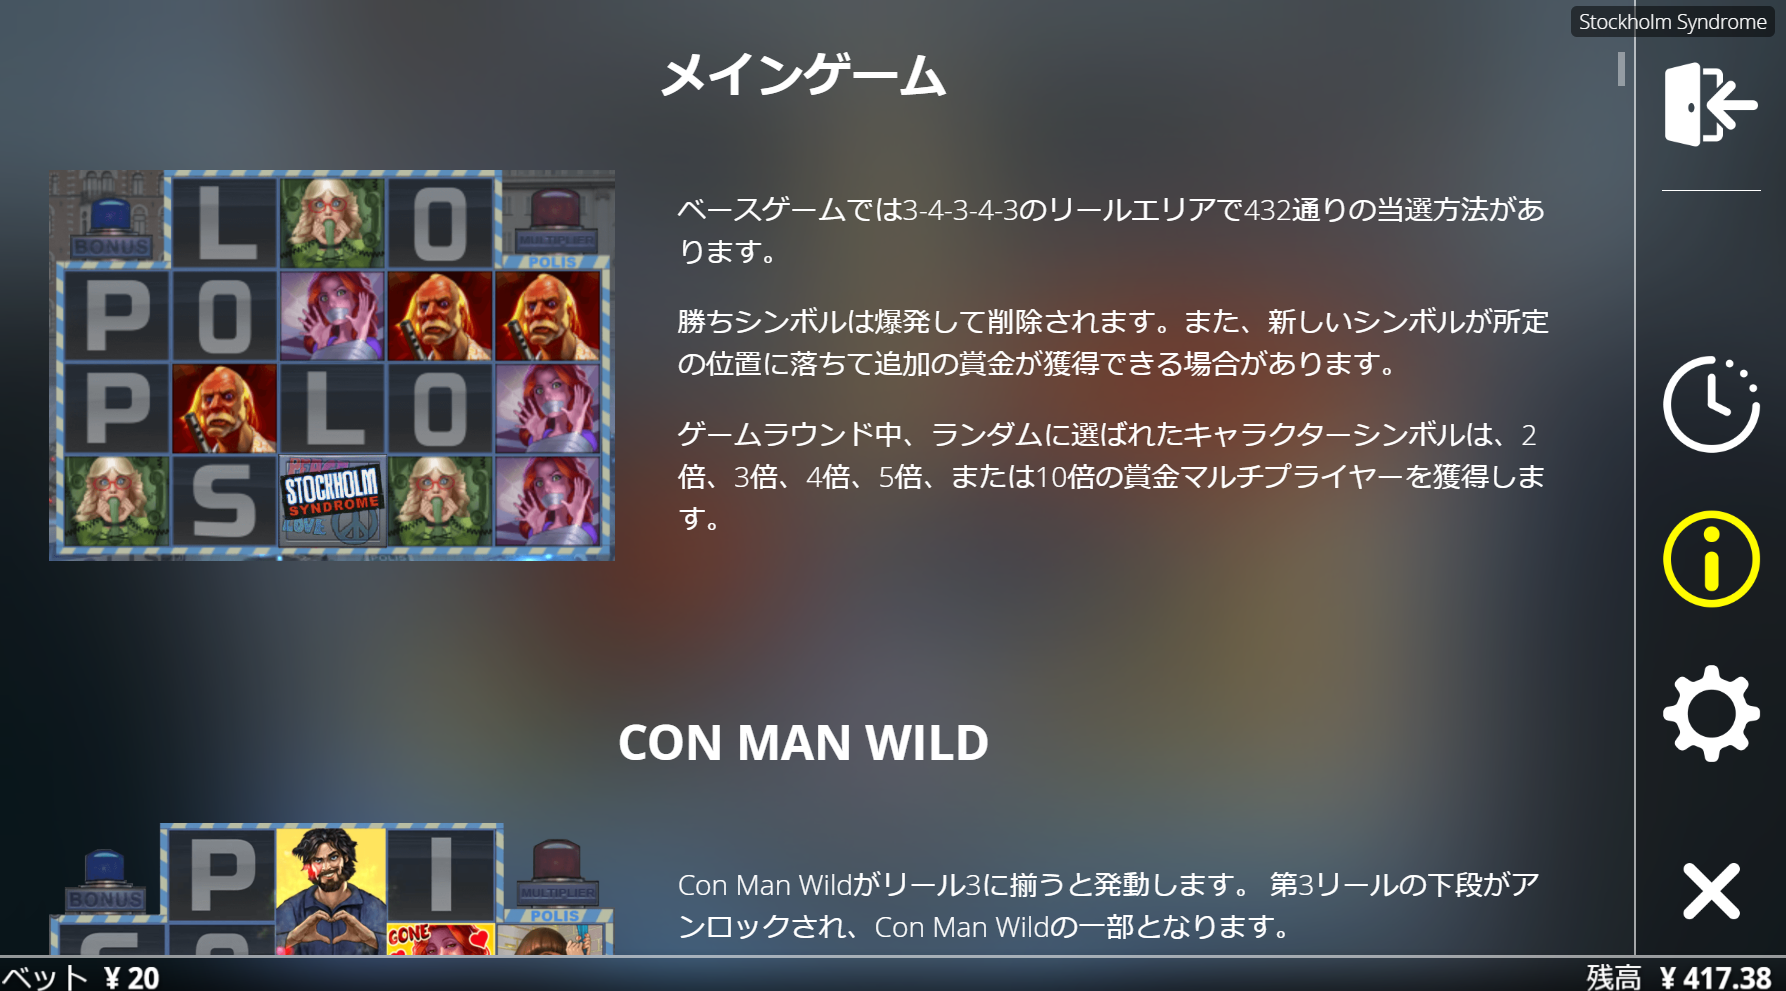 Stockholm Syndrome
メインゲーム
BONUS
L
O
MULTIPLIER
POLIS
P
O
P
L
O
S
STOCKHOLM
SYNDROME
ベースゲームでは3-4-3-4-3のリールエリアで432通りの当選方法があ
ります。
勝ちシンボルは爆発して削除されます。また、新しいシンボルが所定
の位置に落ちて追加の賞金が獲得できる場合があります。
ゲームラウンド中、ランダムに選ばれたキャラクターシンボルは、2
倍、3倍、4倍、5倍、または10倍の賞金マルチプライヤーを獲得しま
す。
CON MAN WILD
BONUS
P
I
MULTIPLIER
POLIS
GONE
Con Man Wildがリール3に揃うと発動します。 第3リールの下段がア
ンロックされ、Con Man Wildの一部となります。
ベット ¥ 20
残高 ¥ 417.38